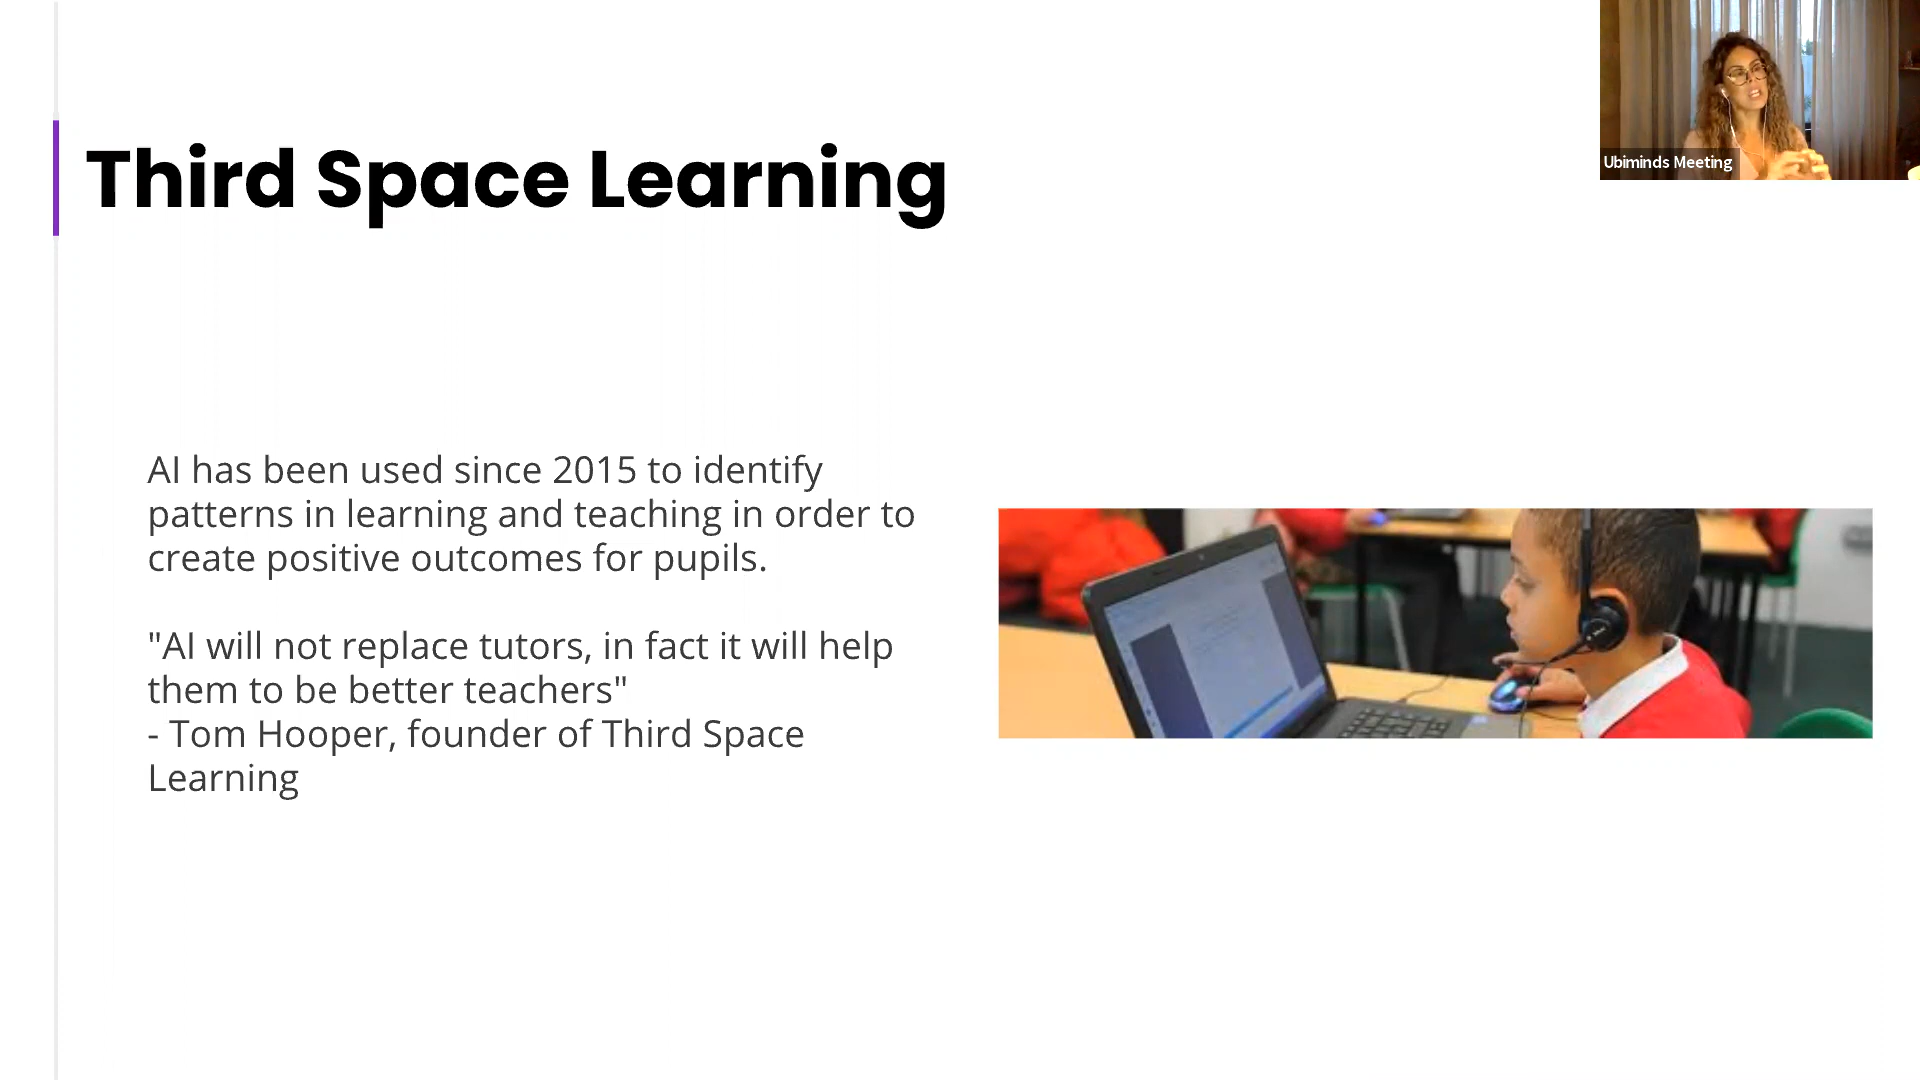 Third Space Learning
Ubiminds Meeting
AI has been used since 2015 to identify
patterns in learning and teaching in order to
create positive outcomes for pupils.
"AI will not replace tutors, in fact it will help
them to be better teachers"
- Tom Hooper, founder of Third Space
Learning